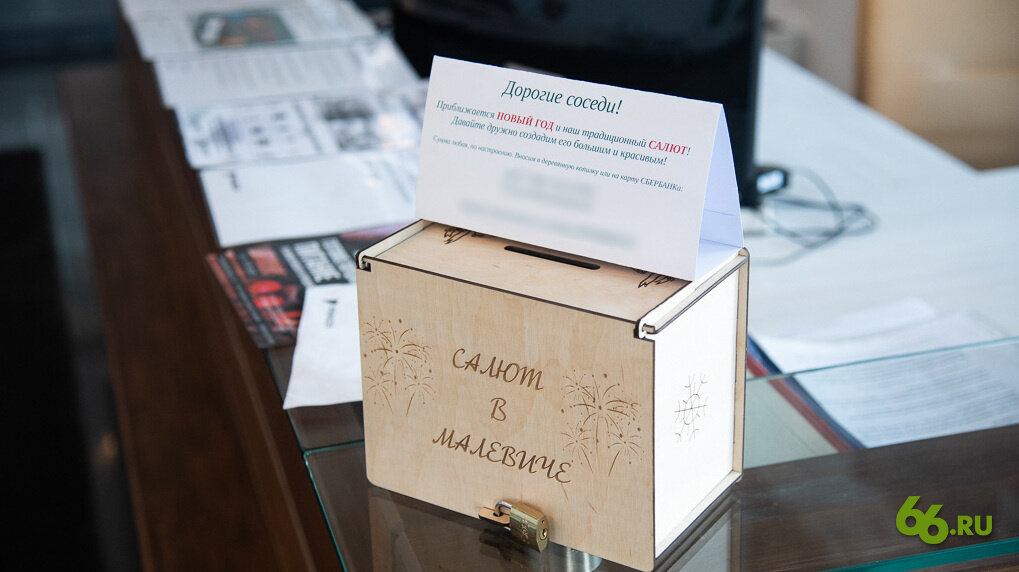 Дорогие соседи!
Приближается НОВЫЙ ГОД и наш традиционный САЛЮТ!
Давайте дружно создадим его большим и красивым!
Сумма любая, по настроению. Вносим в деревянную копилку или на карту СБЕРБАНКа:
САЛЮТ
В
МАЛЕВИЧЕ
66.RU